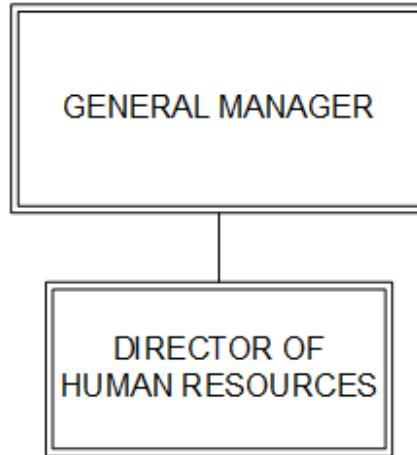 GENERAL MANAGER
DIRECTOR OF
HUMAN RESOURCES